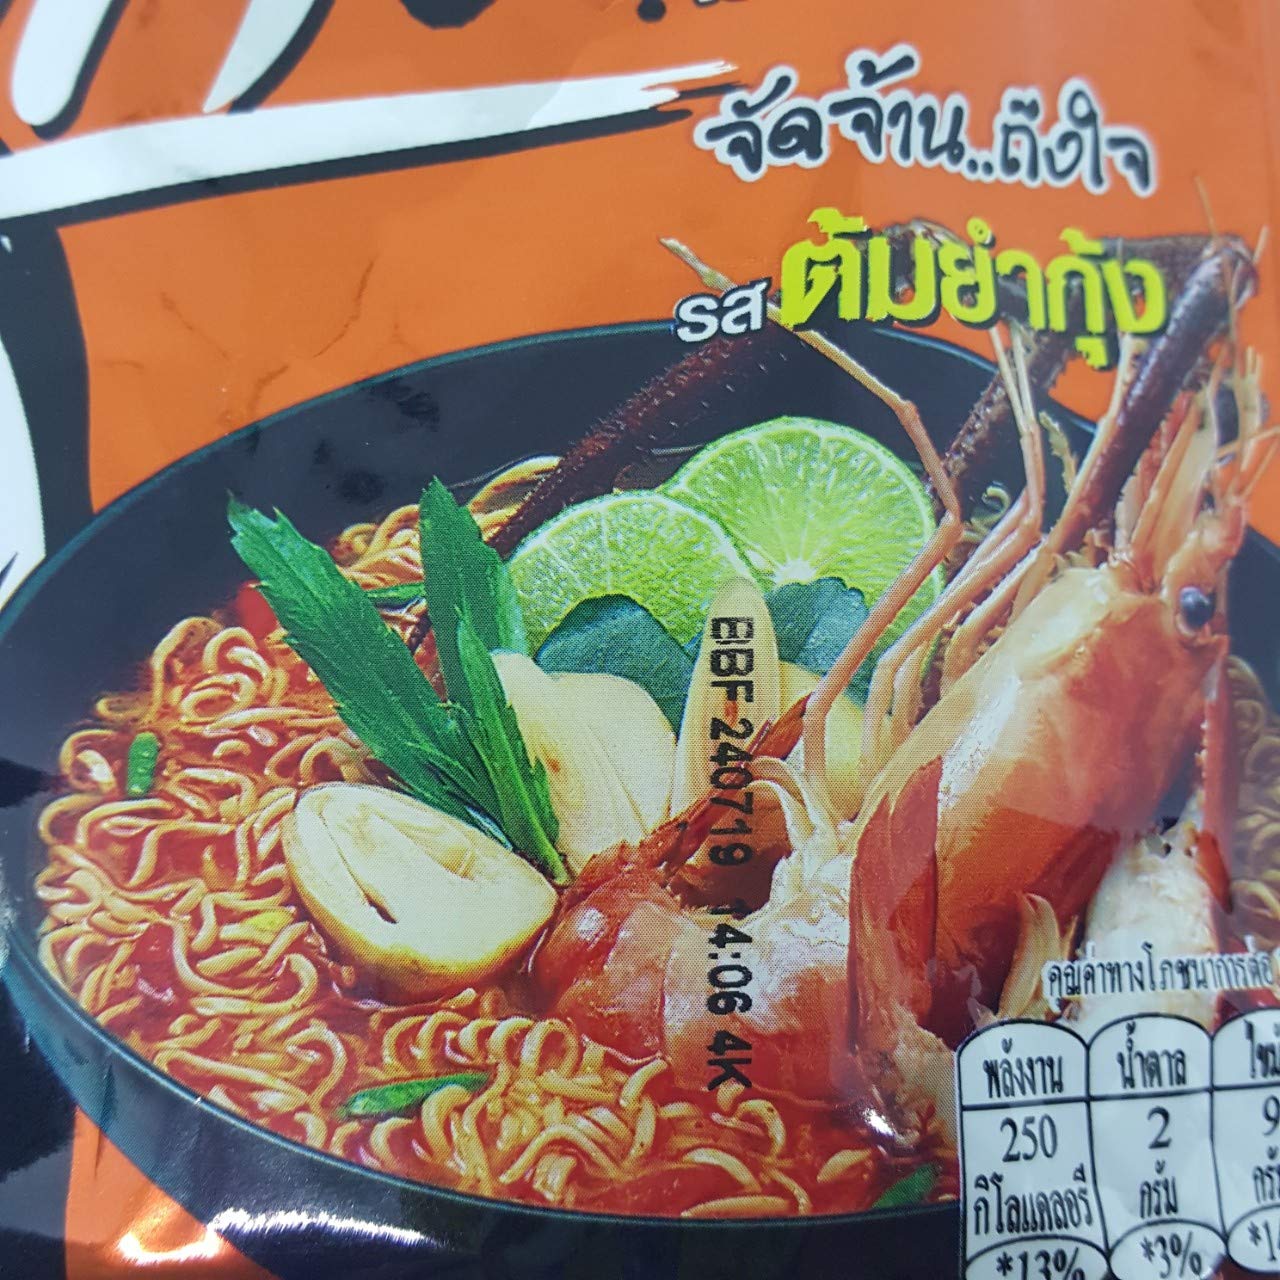 จัดจ้าน..ถึงใจ
รส ต้มยำกุ้ง
BBF 240719 14:06 4K
คุณค่าทางโภชนาการต่อ
พลังงาน น้ำตาล
250 2 9
กิโลแคลอรี กรัม
*13% *3%